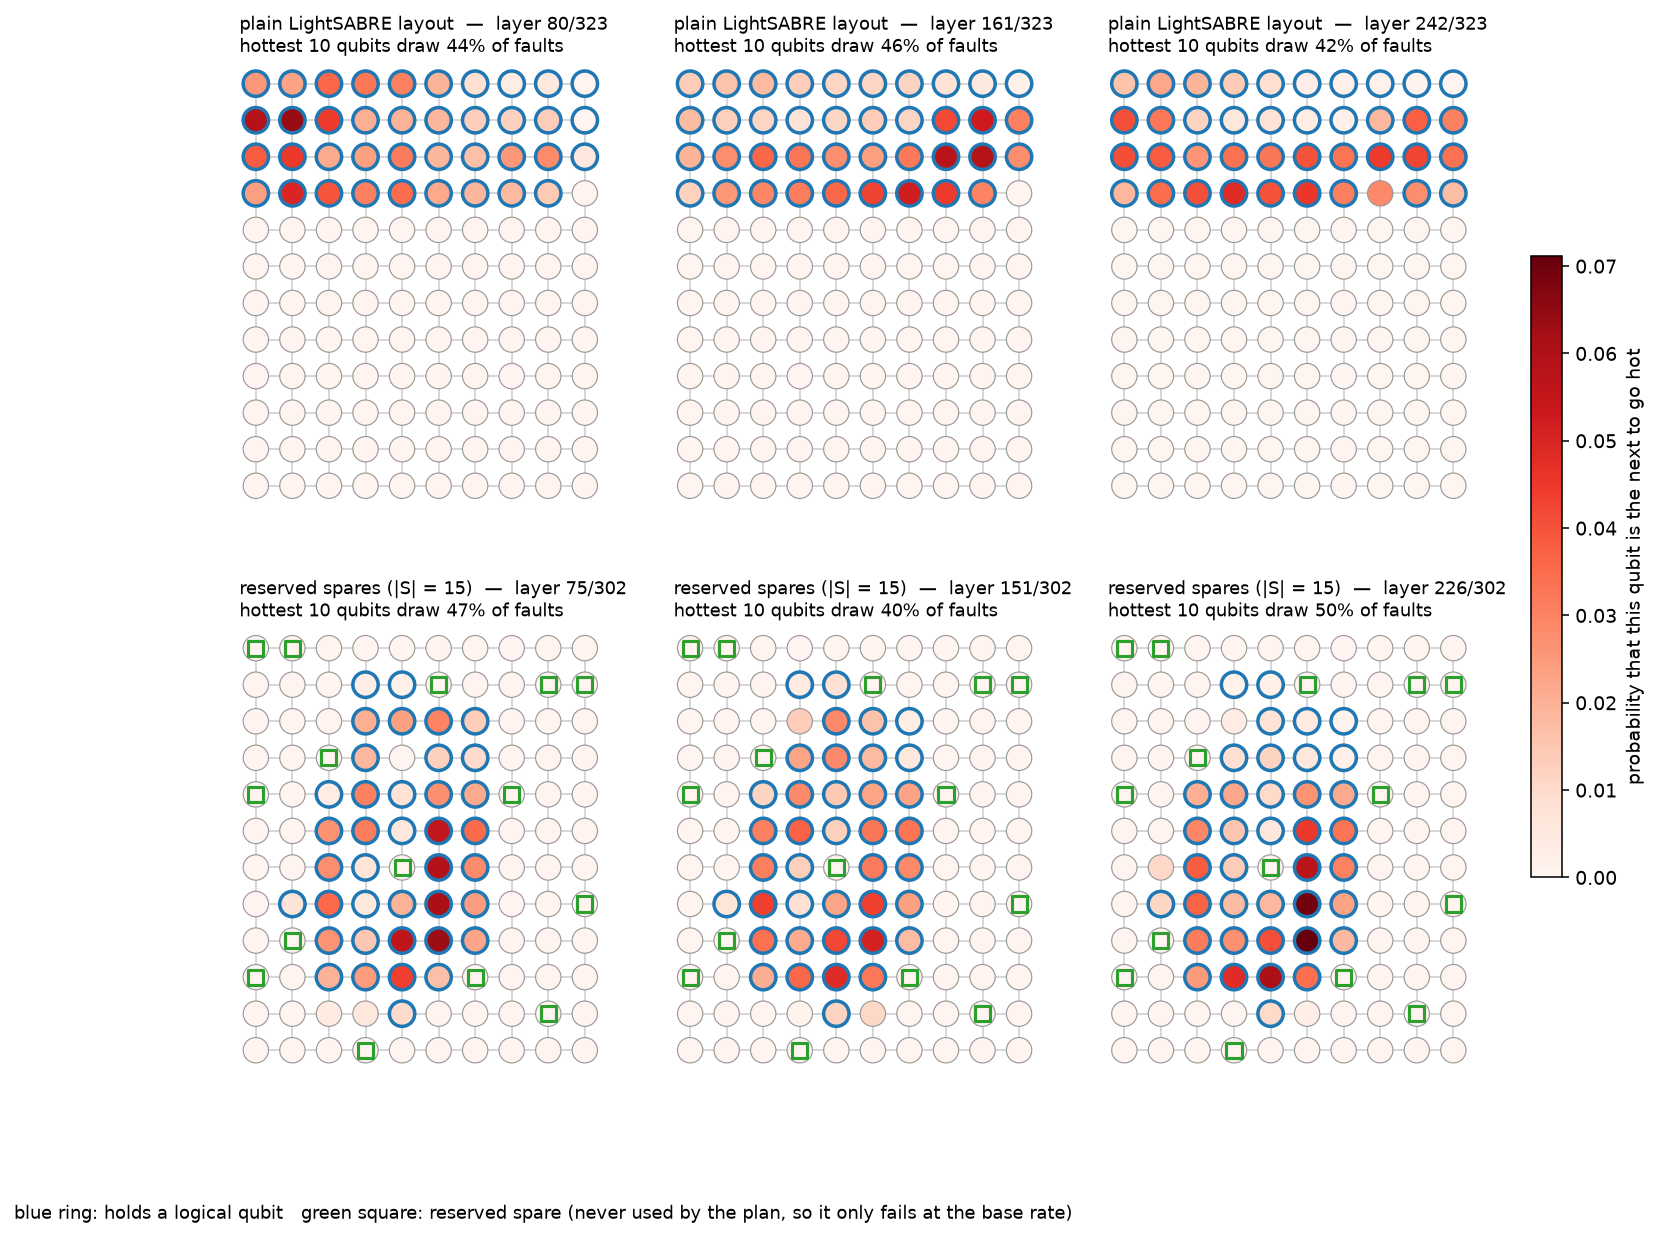 plain LightSABRE layout — layer 80/323
hottest 10 qubits draw 44% of faults
plain LightSABRE layout — layer 161/323
hottest 10 qubits draw 46% of faults
plain LightSABRE layout — layer 242/323
hottest 10 qubits draw 42% of faults
0.07
0.06
0.05
0.04
0.03
0.02
0.01
0.00
probability that this qubit is the next to go hot
reserved spares (|S| = 15) — layer 75/302
hottest 10 qubits draw 47% of faults
reserved spares (|S| = 15) — layer 151/302
hottest 10 qubits draw 40% of faults
reserved spares (|S| = 15) — layer 226/302
hottest 10 qubits draw 50% of faults
blue ring: holds a logical qubit green square: reserved spare (never used by the plan, so it only fails at the base rate)